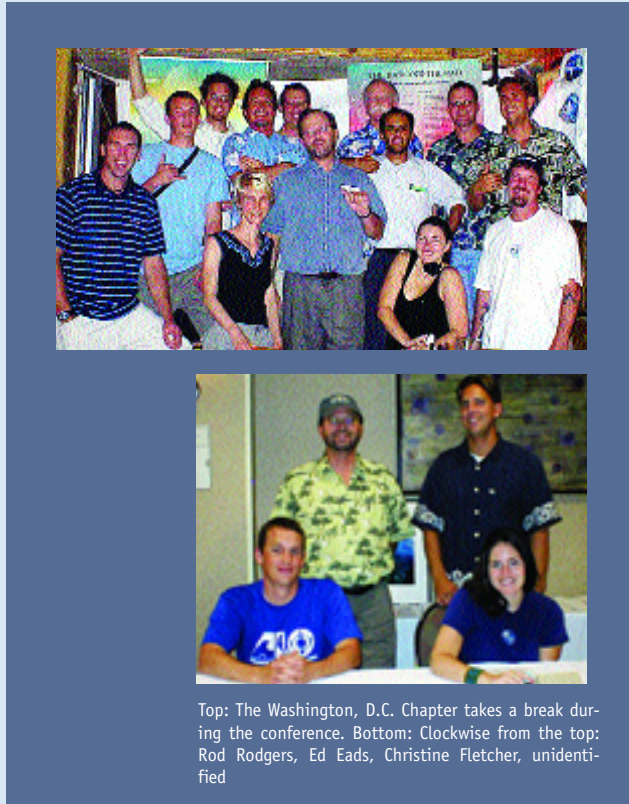 Top: The Washington, D.C. Chapter takes a break dur-
ing the conference. Bottom: Clockwise from the top:
Rod Rodgers, Ed Eads, Christine Fletcher, unidenti-
fied